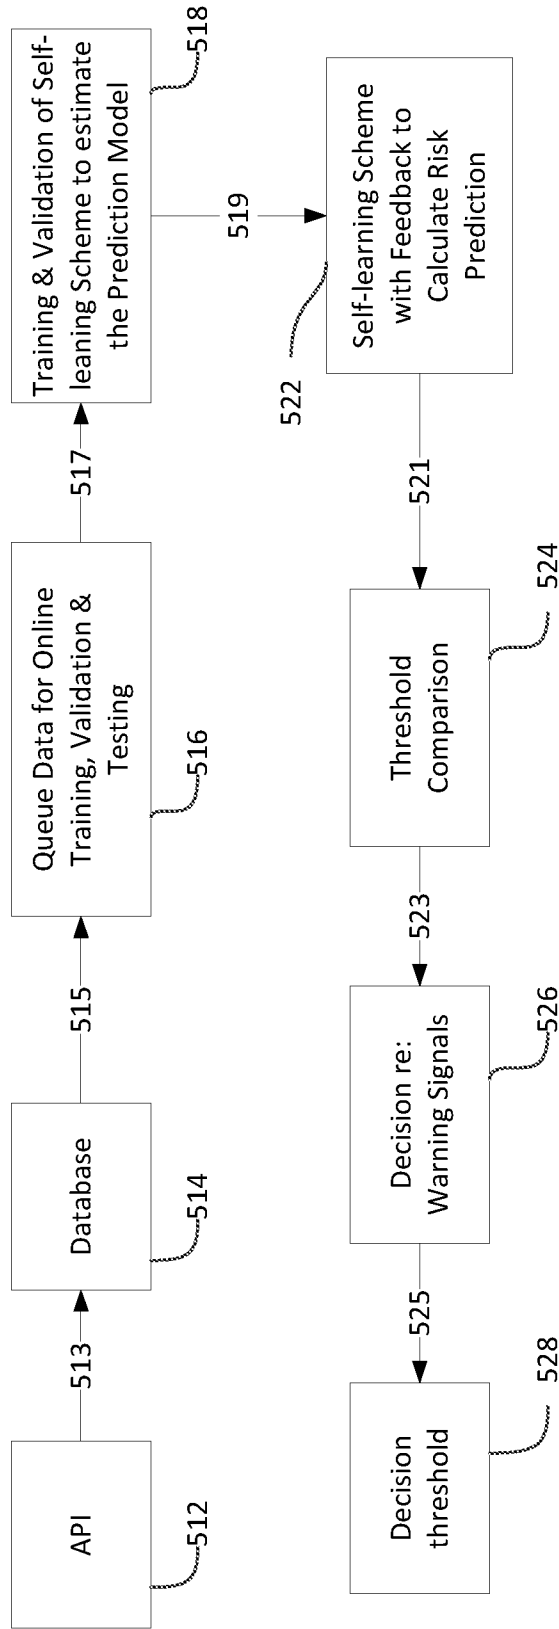 API
512
513
Database
514
515
Queue Data for Online
Training, Validation &
Testing
516
517
Training & Validation of Self-
leaning Scheme to estimate
the Prediction Model
518
519
Self-learning Scheme
with Feedback to
Calculate Risk
Prediction
522
521
Threshold
Comparison
524
523
Decision re:
Warning Signals
526
525
Decision
threshold
528